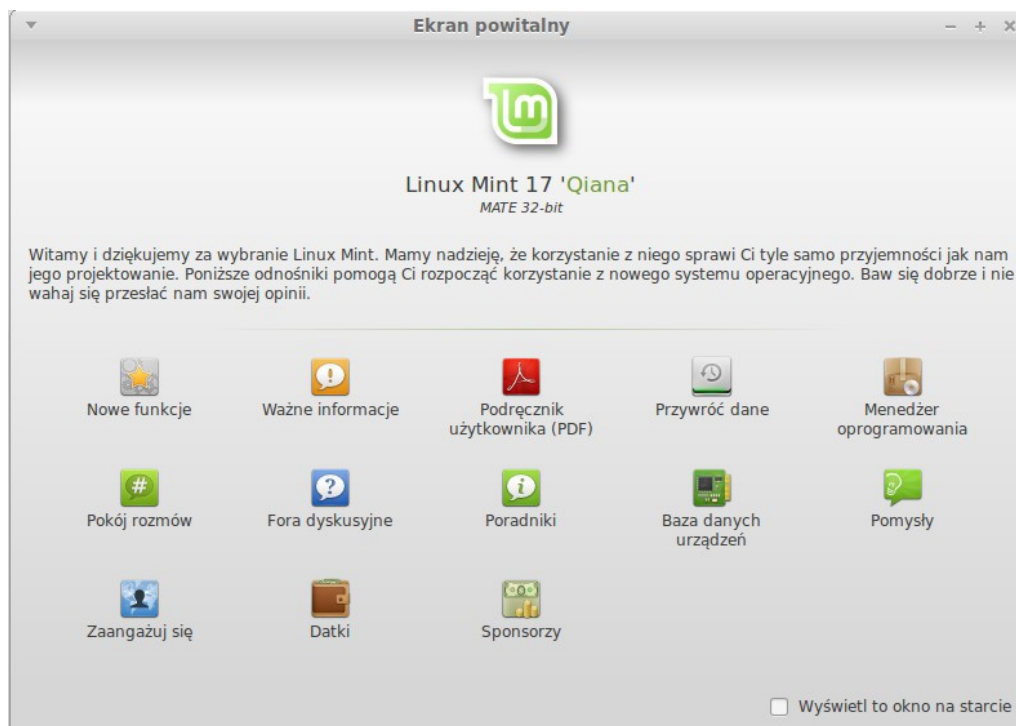 Ekran powitalny
lm
Linux Mint 17 'Qiana'
MATE 32-bit
Witamy i dziękujemy za wybranie Linux Mint. Mamy nadzieję, że korzystanie z niego sprawi Ci tyle samo przyjemności jak nam
jego projektowanie. Poniższe odnośniki pomogą Ci rozpocząć korzystanie z nowego systemu operacyjnego. Baw się dobrze i nie
wahaj się przesłać nam swojej opinii.
Nowe funkcje
Ważne informacje
Podręcznik
użytkownika (PDF)
Przywróć dane
Menedżer
oprogramowania
Pokój rozmów
Fora dyskusyjne
Poradniki
Baza danych
urządzeń
Pomysły
Zaangażuj się
Datki
Sponsorzy
Wyświetl to okno na starcie